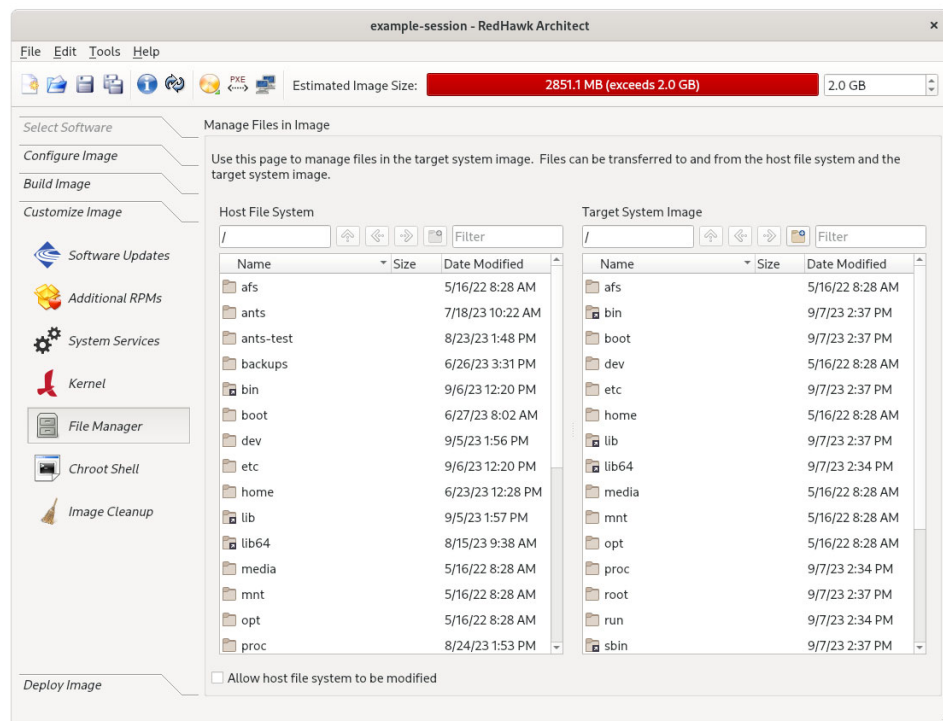 example-session - RedHawk Architect
File Edit Tools Help
PXE Estimated Image Size: 2851.1 MB (exceeds 2.0 GB) 2.0 GB
Select Software
Configure Image
Build Image
Customize Image
Software Updates
Additional RPMs
System Services
Kernel
File Manager
Chroot Shell
Image Cleanup
Deploy Image
Manage Files in Image
Use this page to manage files in the target system image. Files can be transferred to and from the host file system and the
target system image.
Host File System
/ Filter
Name Size Date Modified
afs 5/16/22 8:28 AM
ants 7/18/23 10:22 AM
ants-test 8/23/23 1:48 PM
backups 6/26/23 3:31 PM
bin 9/6/23 12:20 PM
boot 6/27/23 8:02 AM
dev 9/5/23 1:56 PM
etc 9/6/23 12:20 PM
home 6/23/23 12:28 PM
lib 9/5/23 1:57 PM
lib64 8/15/23 9:38 AM
media 5/16/22 8:28 AM
mnt 5/16/22 8:28 AM
opt 5/16/22 8:28 AM
proc 8/24/23 1:53 PM
Target System Image
/ Filter
Name Size Date Modified
afs 5/16/22 8:28 AM
bin 9/7/23 2:37 PM
boot 9/7/23 2:37 PM
dev 5/16/22 8:28 AM
etc 9/7/23 2:37 PM
home 5/16/22 8:28 AM
lib 9/7/23 2:37 PM
lib64 9/7/23 2:34 PM
media 5/16/22 8:28 AM
mnt 5/16/22 8:28 AM
opt 5/16/22 8:28 AM
proc 9/7/23 2:34 PM
root 9/7/23 2:37 PM
run 9/7/23 2:34 PM
sbin 9/7/23 2:37 PM
Allow host file system to be modified